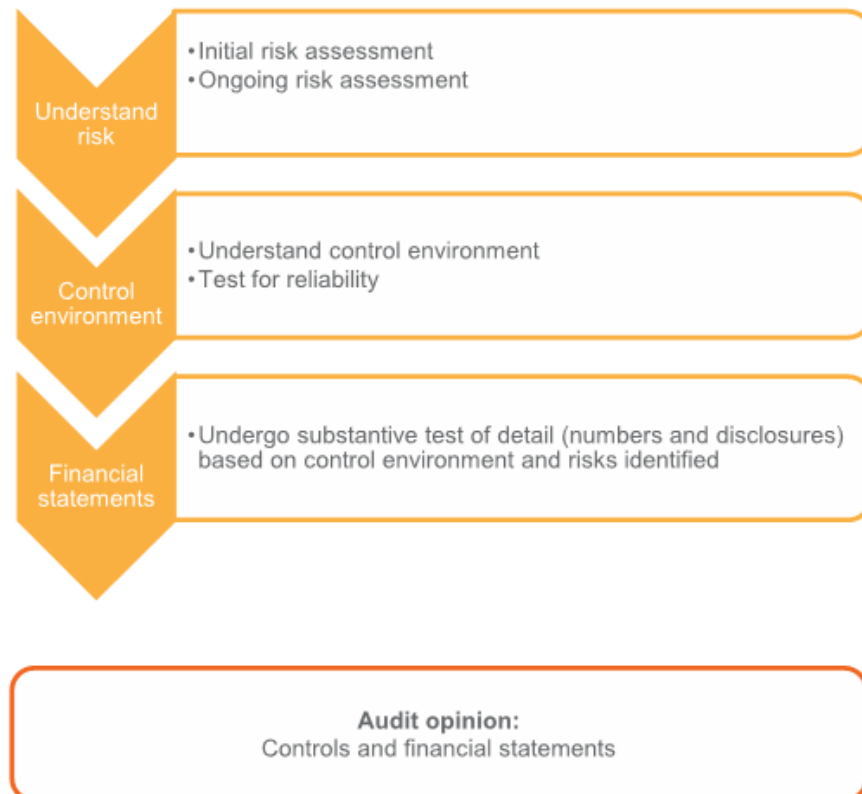 Understand
risk
•Initial risk assessment
•Ongoing risk assessment
Control
environment
•Understand control environment
•Test for reliability
Financial
statements
•Undergo substantive test of detail (numbers and disclosures)
based on control environment and risks identified
Audit opinion:
Controls and financial statements